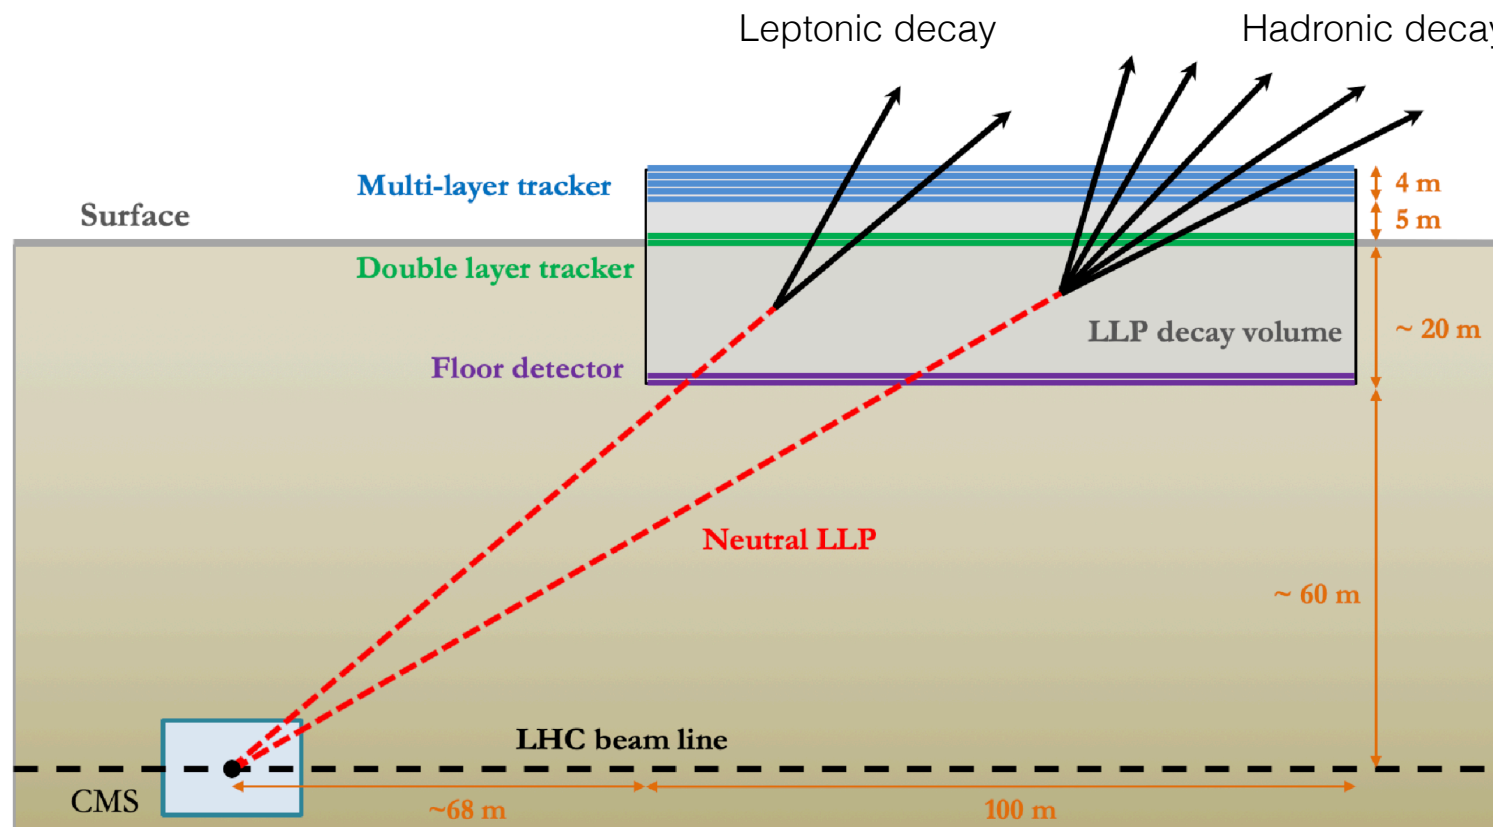 Leptonic decay
Hadronic decay
Multi-layer tracker
4 m
Surface
5 m
Double layer tracker
LLP decay volume
~ 20 m
Floor detector
Neutral LLP
~ 60 m
LHC beam line
CMS
~68 m
100 m